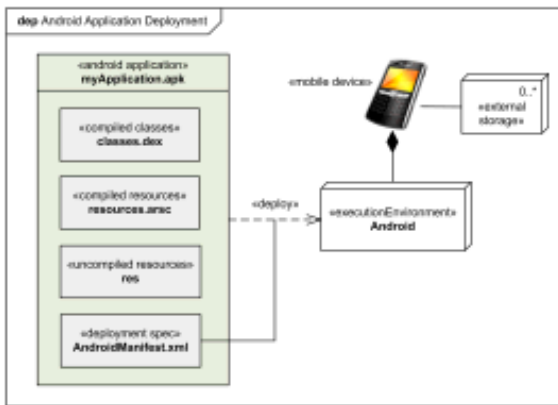 dep Android Application Deployment
«android application»
myApplication.apk
«compiled classes»
classes.dex
«compiled resources»
resources.arsc
«uncompiled resources»
res
«deployment spec»
AndroidManifest.xml
«deploy»
«mobile device»
0..*
«external
storage»
«executionEnvironment»
Android